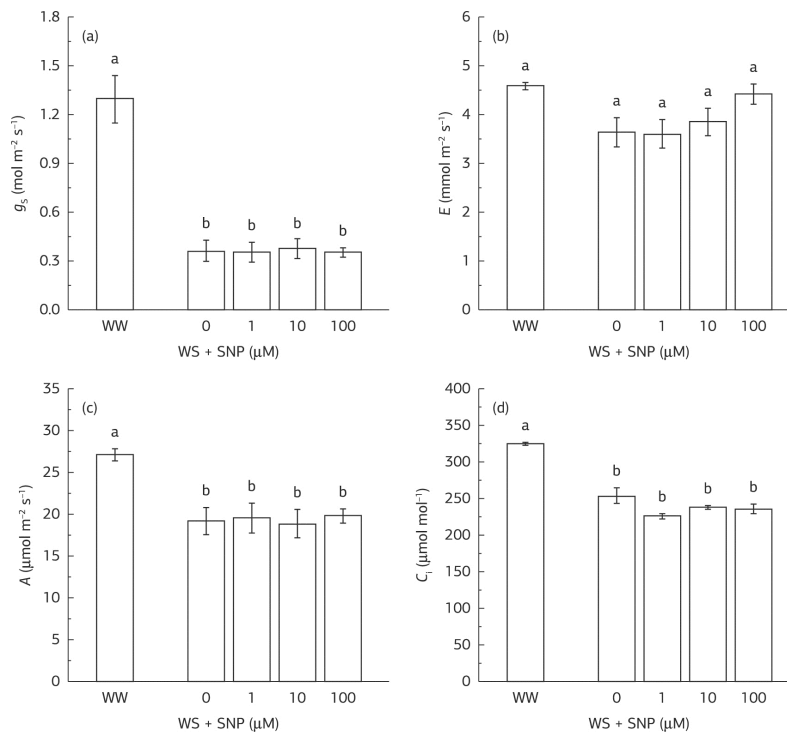 (a)
1.8
1.5
1.2
0.9
0.6
0.3
0.0
gS (mol m−2 s−1)
a
b b b b
WW 0 1 10 100
WS + SNP (μM)
(b)
6
5
4
3
2
1
0
E (mmol m−2 s−1)
a a a a a
WW 0 1 10 100
WS + SNP (μM)
(c)
35
30
25
20
15
10
5
0
A (μmol m−2 s−1)
a
b b b b
WW 0 1 10 100
WS + SNP (μM)
(d)
400
350
325
250
200
150
100
50
0
Ci (μmol mol−1)
a
b b b b
WW 0 1 10 100
WS + SNP (μM)